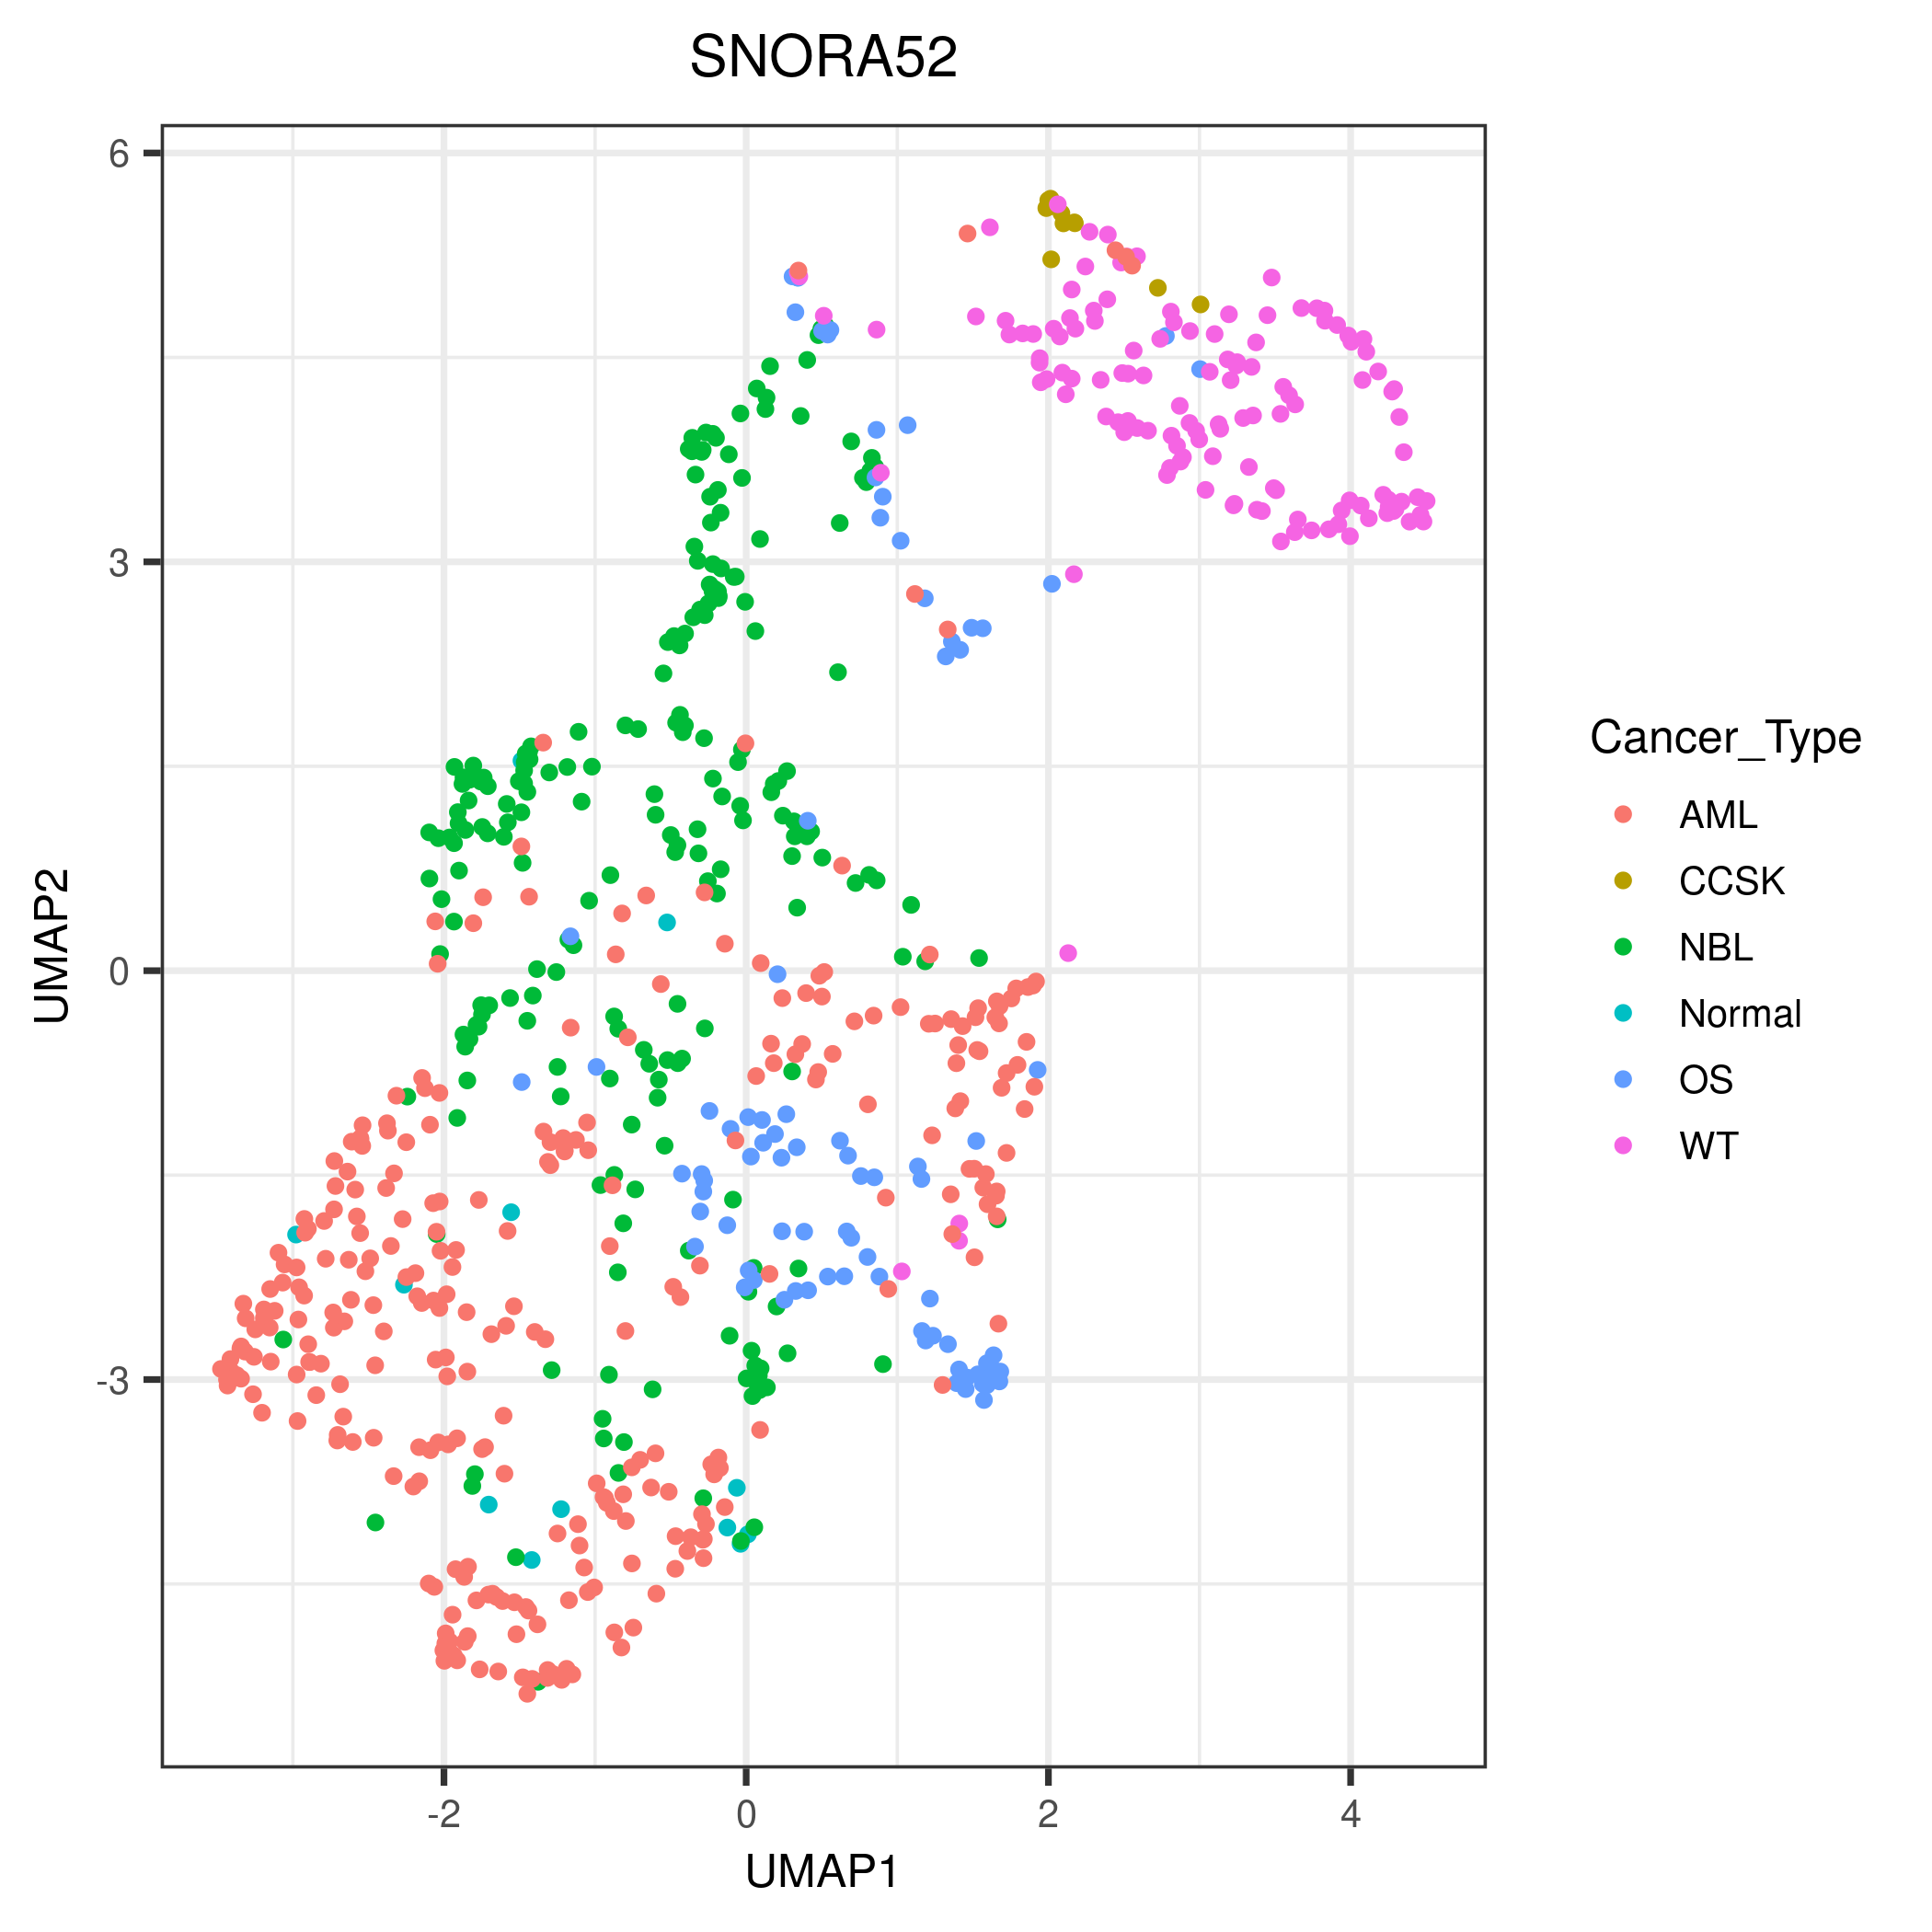 SNORA52
6
3
0
-3
UMAP2
-2
0
2
4
UMAP1
Cancer_Type
AML
CCSK
NBL
Normal
OS
WT